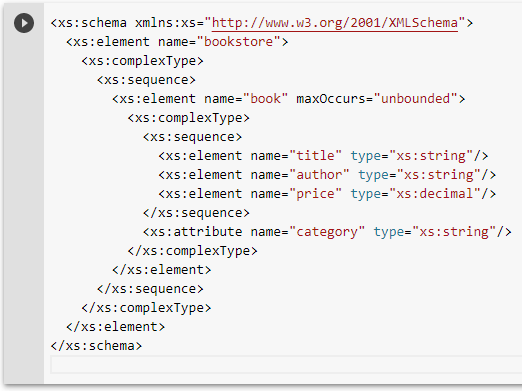 <xs:schema xmlns:xs="http://www.w3.org/2001/XMLSchema">
  <xs:element name="bookstore">
    <xs:complexType>
      <xs:sequence>
        <xs:element name="book" maxOccurs="unbounded">
          <xs:complexType>
            <xs:sequence>
              <xs:element name="title" type="xs:string"/>
              <xs:element name="author" type="xs:string"/>
              <xs:element name="price" type="xs:decimal"/>
            </xs:sequence>
            <xs:attribute name="category" type="xs:string"/>
          </xs:complexType>
        </xs:element>
      </xs:sequence>
    </xs:complexType>
  </xs:element>
</xs:schema>